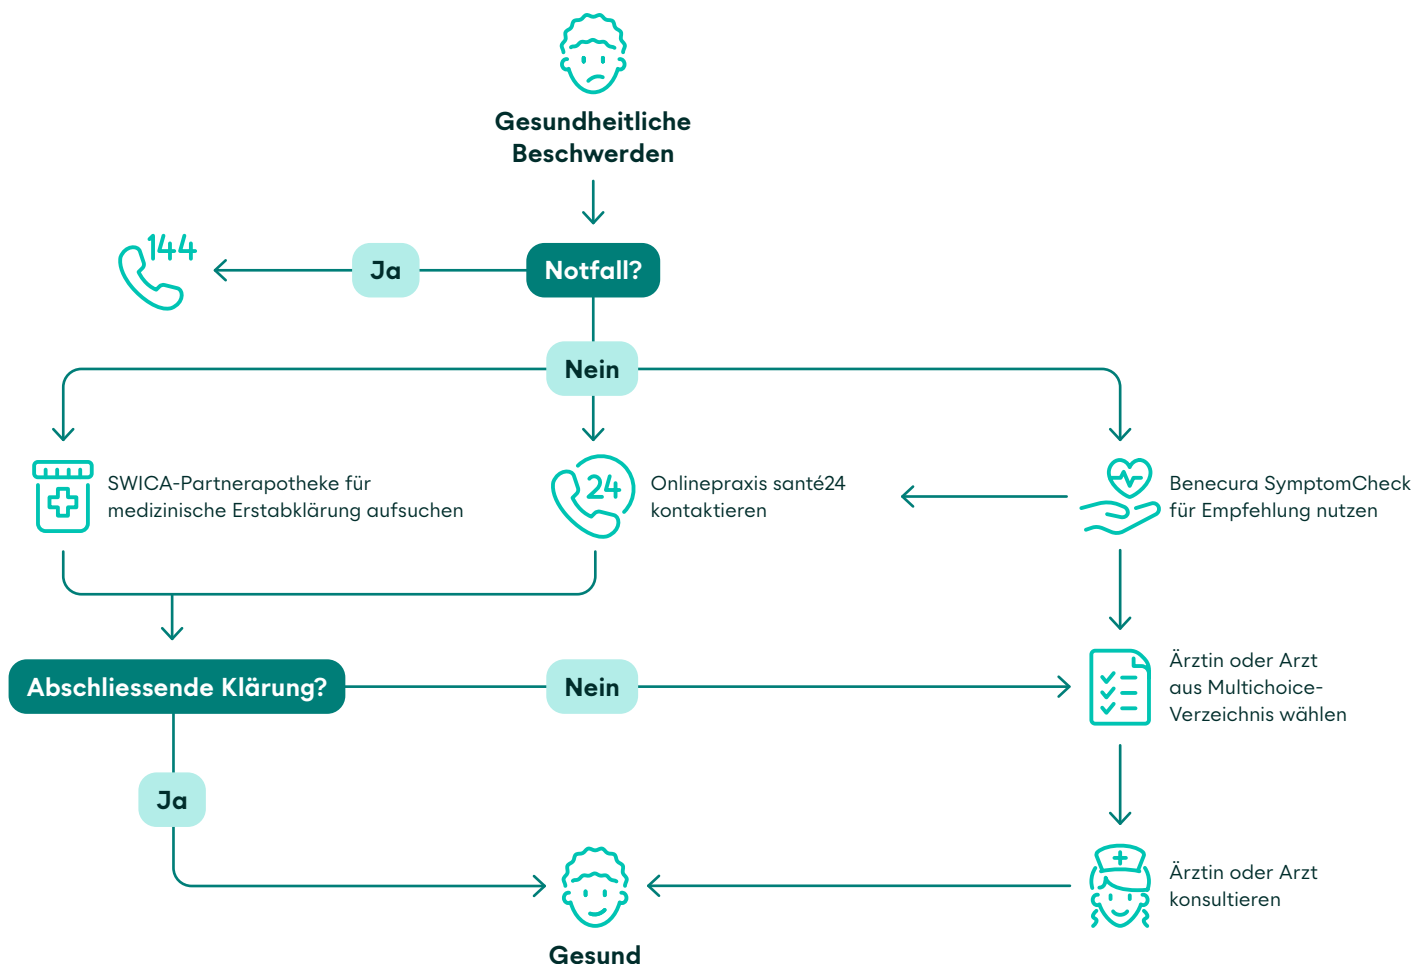 Gesundheitliche
Beschwerden
144
Ja
Notfall?
Nein
SWICA-Partnerapotheke für
medizinische Erstabklärung aufsuchen
24
Onlinepraxis santé24
kontaktieren
Benecura SymptomCheck
für Empfehlung nutzen
Abschliessende Klärung?
Nein
Ärztin oder Arzt
aus Multichoice-
Verzeichnis wählen
Ja
Ärztin oder Arzt
konsultieren
Gesund